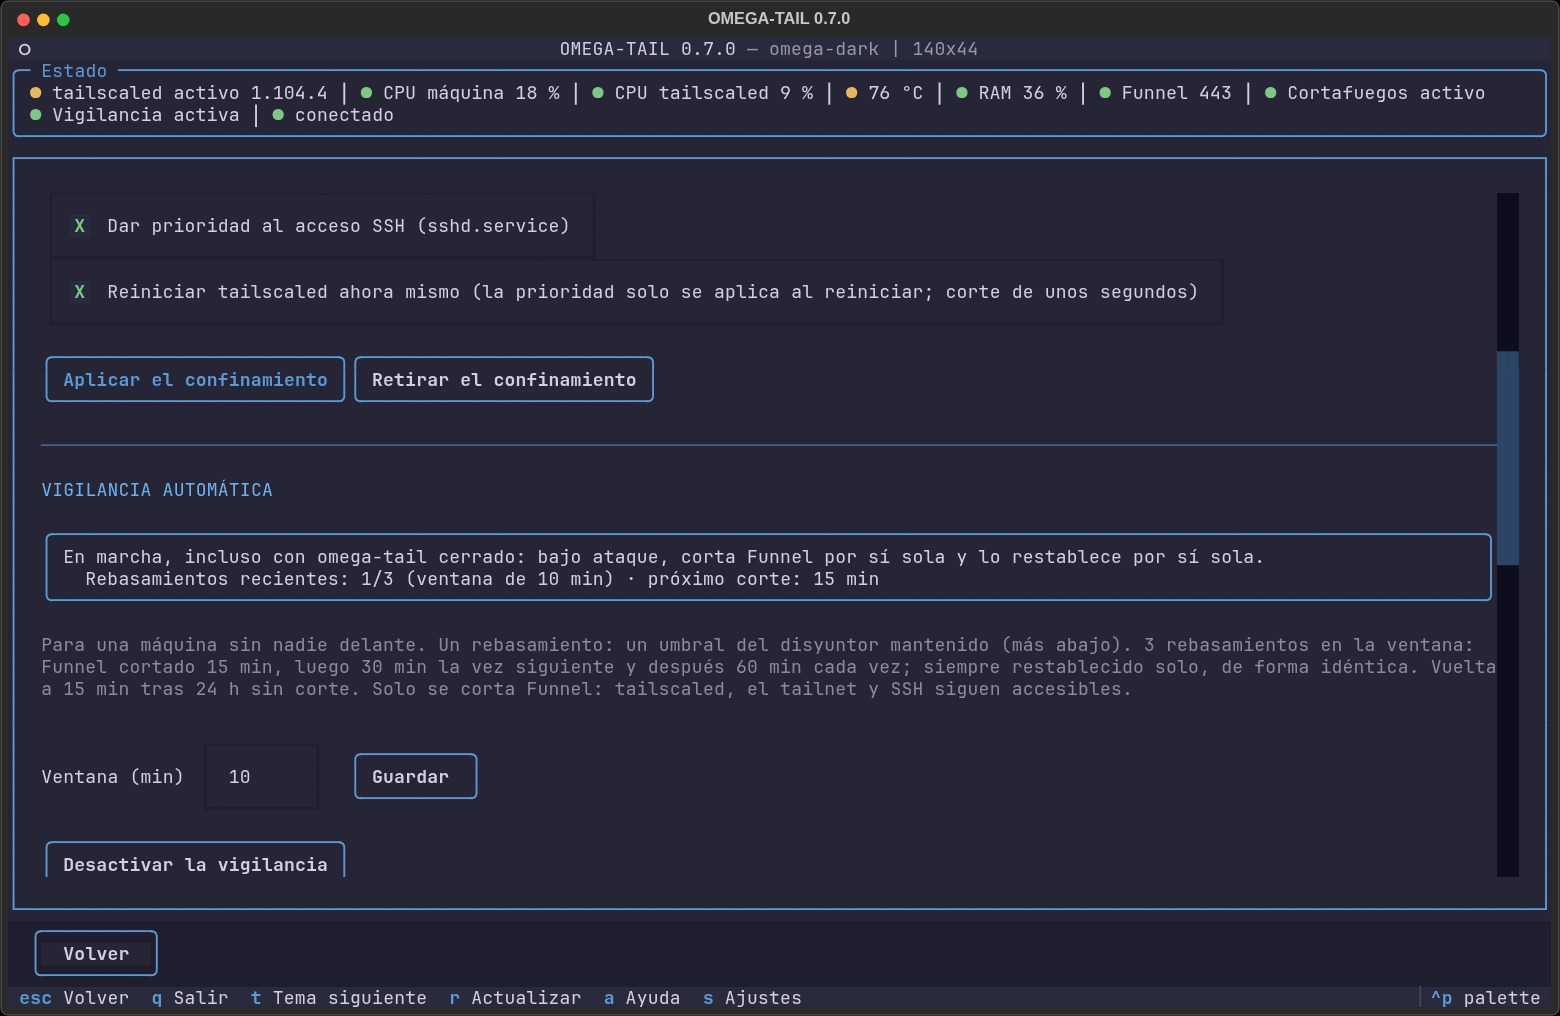 OMEGA-TAIL 0.7.0
OMEGA-TAIL 0.7.0 — omega-dark | 140x44
Estado
tailscaled activo 1.104.4 | ● CPU máquina 18 % | ● CPU tailscaled 9 % | ● 76 °C | ● RAM 36 % | ● Funnel 443 | ● Cortafuegos activo
● Vigilancia activa | ● conectado
X Dar prioridad al acceso SSH (sshd.service)
X Reiniciar tailscaled ahora mismo (la prioridad solo se aplica al reiniciar; corte de unos segundos)
Aplicar el confinamiento Retirar el confinamiento
VIGILANCIA AUTOMÁTICA
En marcha, incluso con omega-tail cerrado: bajo ataque, corta Funnel por sí sola y lo restablece por sí sola.
Rebasamientos recientes: 1/3 (ventana de 10 min) · próximo corte: 15 min
Para una máquina sin nadie delante. Un rebasamiento: un umbral del disyuntor mantenido (más abajo). 3 rebasamientos en la ventana:
Funnel cortado 15 min, luego 30 min la vez siguiente y después 60 min cada vez; siempre restablecido solo, de forma idéntica. Vuelta
a 15 min tras 24 h sin corte. Solo se corta Funnel: tailscaled, el tailnet y SSH siguen accesibles.
Ventana (min) 10 Guardar
Desactivar la vigilancia
Volver
esc Volver q Salir t Tema siguiente r Actualizar a Ayuda s Ajustes ^p palette